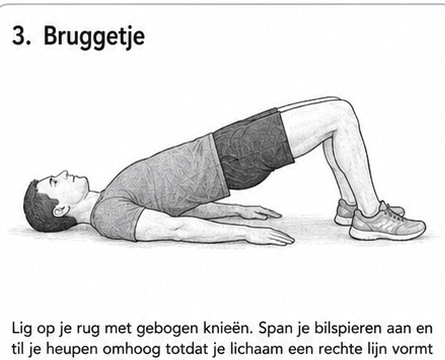 3. Bruggetje
Lig op je rug met gebogen knieën. Span je bilspieren aan en
til je heupen omhoog totdat je lichaam een rechte lijn vormt